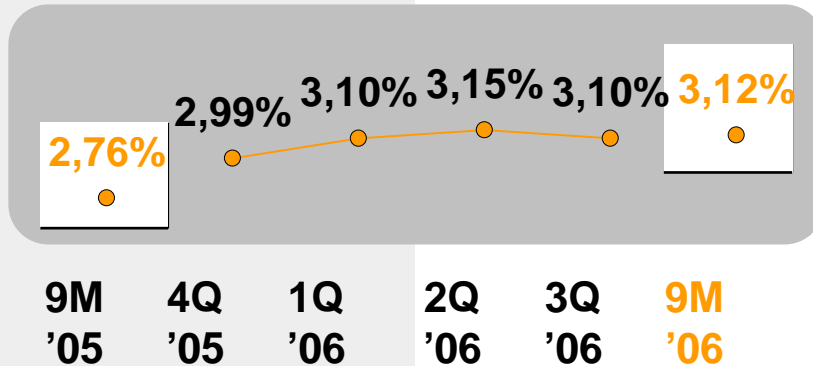 2,76% 2,99% 3,10% 3,15% 3,10% 3,12%
9M 4Q 1Q 2Q 3Q 9M
’05 ’05 ’06 ’06 ’06 ’06